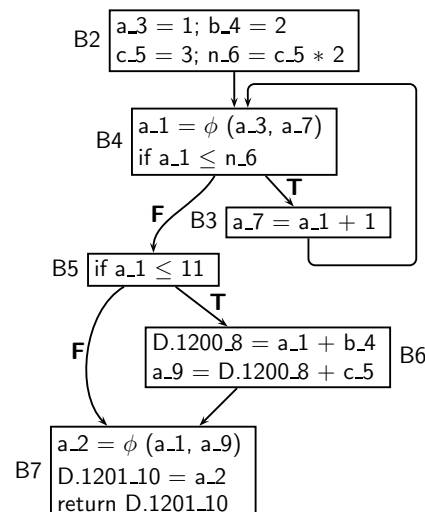 B2
a_3 = 1; b_4 = 2
c_5 = 3; n_6 = c_5 * 2
B4
a_1 = ϕ (a_3, a_7)
if a_1 ≤ n_6
F
T
B3
a_7 = a_1 + 1
B5
if a_1 ≤ 11
F
T
D.1200_8 = a_1 + b_4
a_9 = D.1200_8 + c_5
B6
B7
a_2 = ϕ (a_1, a_9)
D.1201_10 = a_2
return D.1201_10